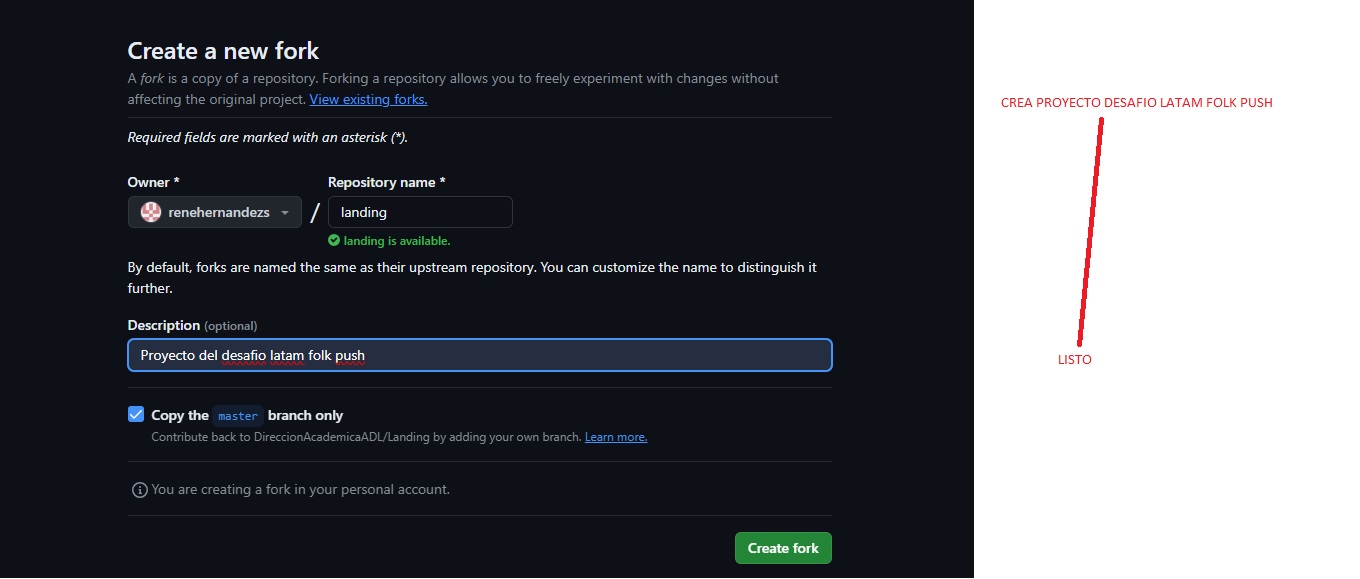 Create a new fork
A fork is a copy of a repository. Forking a repository allows you to freely experiment with changes without
affecting the original project. View existing forks.
Required fields are marked with an asterisk (*).
Owner *
Repository name *
renehernandezs
/
landing
landing is available.
By default, forks are named the same as their upstream repository. You can customize the name to distinguish it
further.
Description (optional)
Proyecto del desafio latam folk push
Copy the master branch only
Contribute back to DireccionAcademicaADL/Landing by adding your own branch. Learn more.
You are creating a fork in your personal account.
Create fork
CREA PROYECTO DESAFIO LATAM FOLK PUSH
LISTO